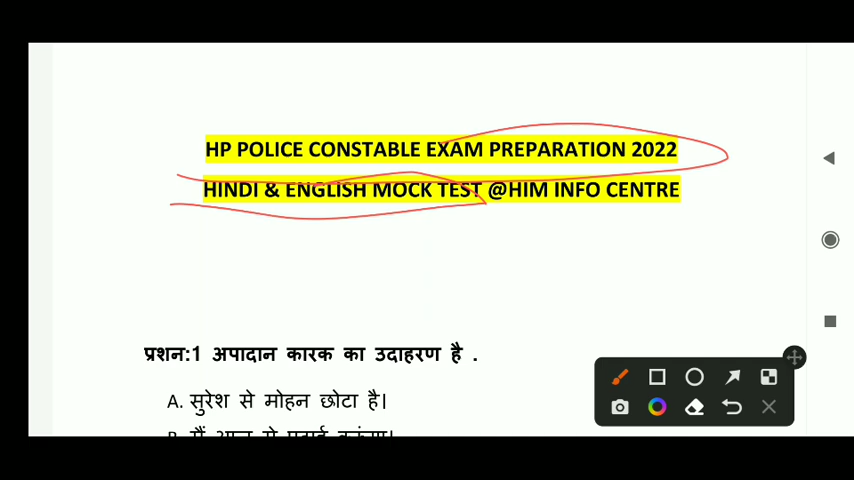 HP POLICE CONSTABLE EXAM PREPARATION 2022
HINDI & ENGLISH MOCK TEST @HIM INFO CENTRE
प्रशन:1 अपादान कारक का उदाहरण है .
A. सुरेश से मोहन छोटा है।